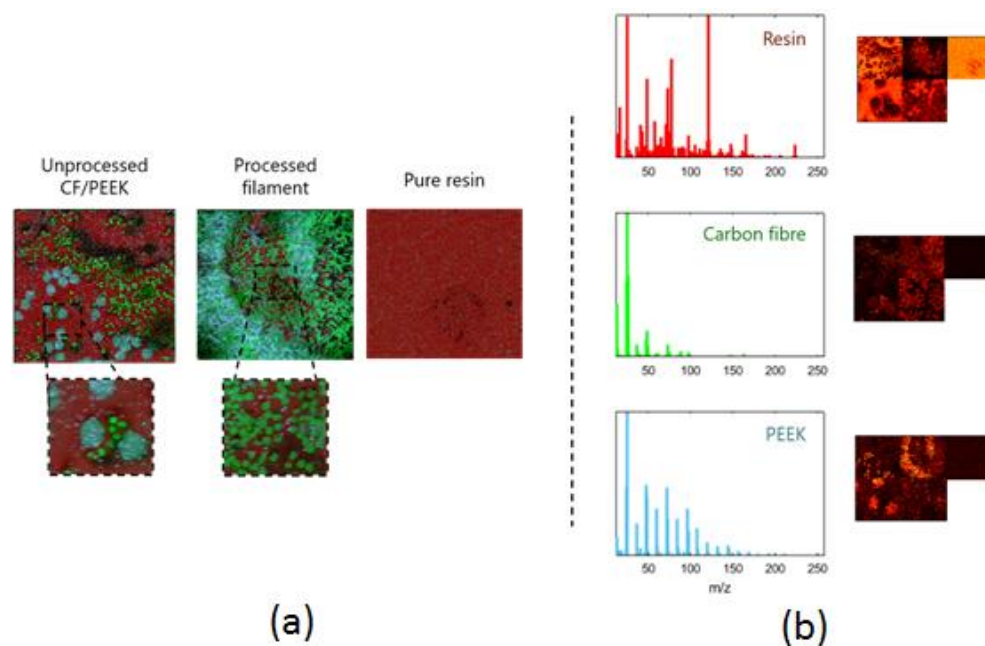 Unprocessed
CF/PEEK
Processed
filament
Pure resin
(a)
Resin
50 100 150 200 250
Carbon fibre
50 100 150 200 250
PEEK
50 100 150 200 250
m/z
(b)